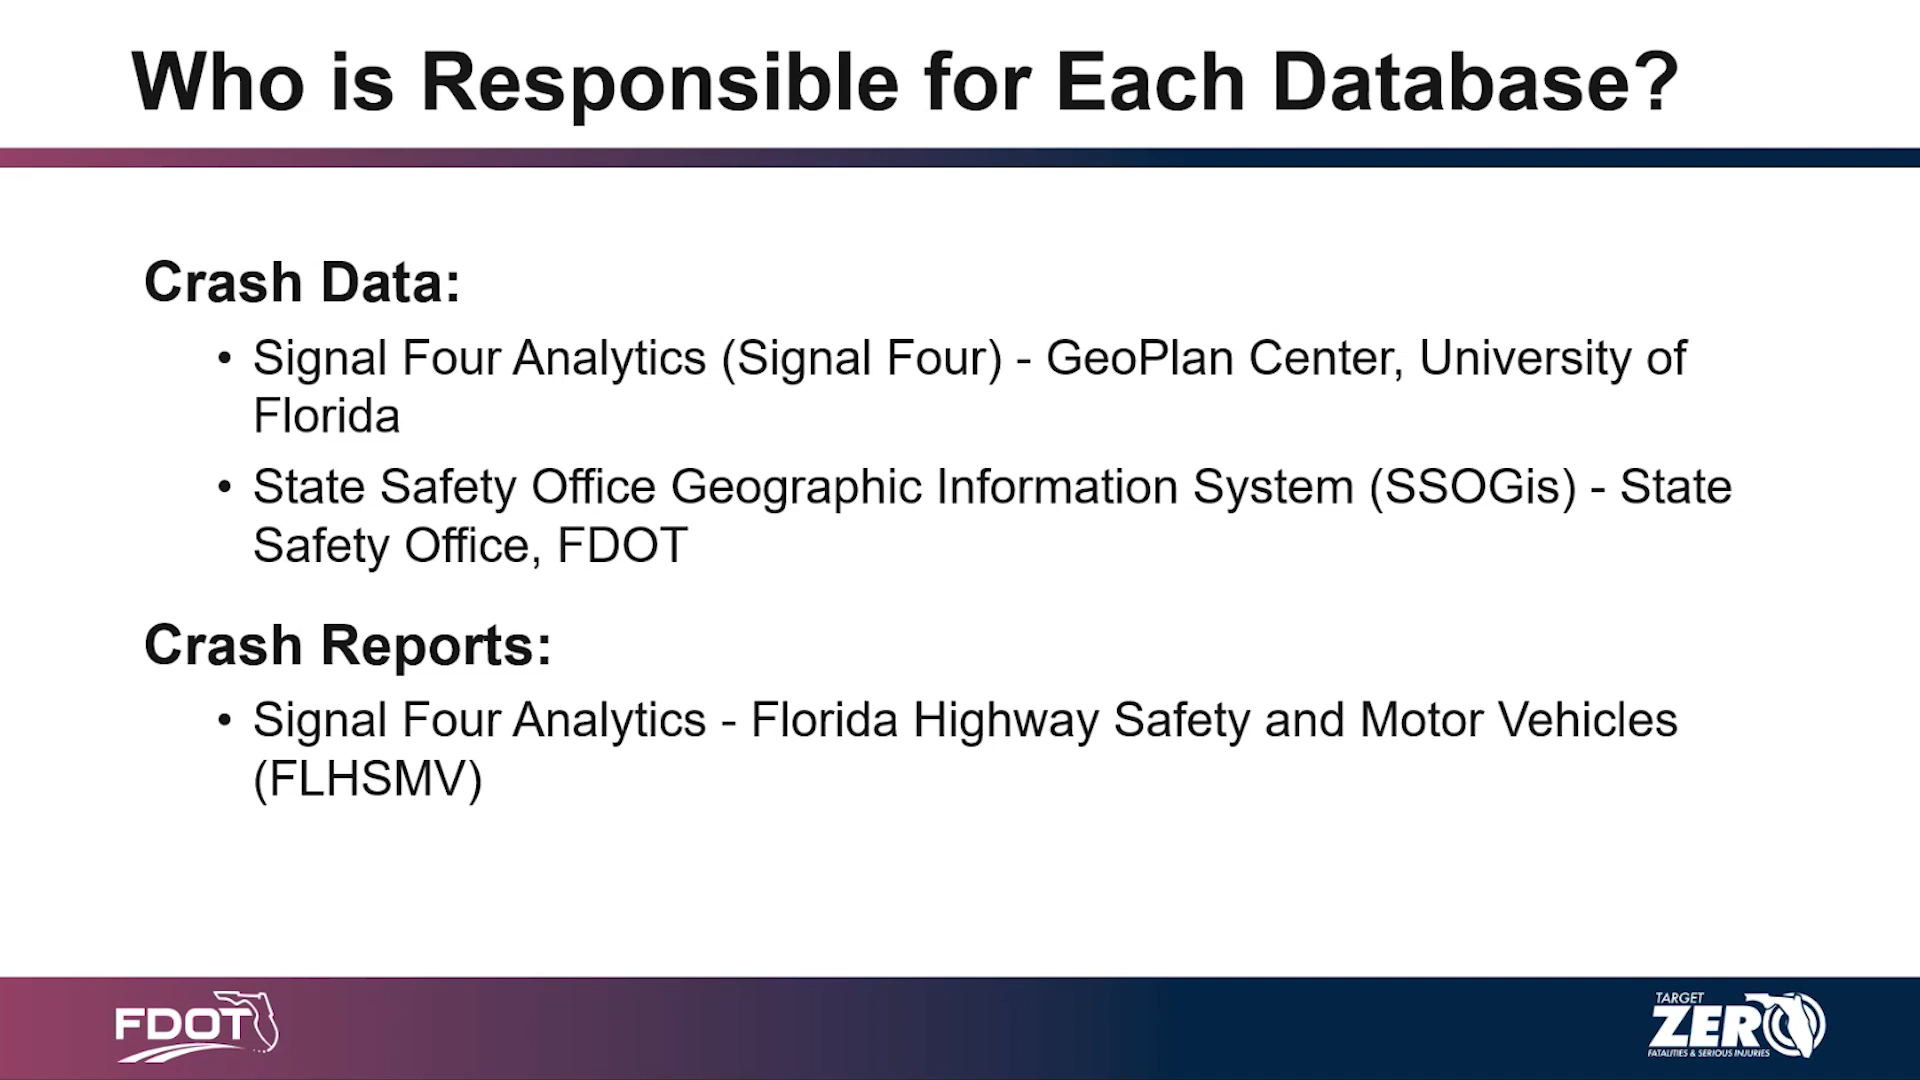 Who is Responsible for Each Database?
Crash Data:
• Signal Four Analytics (Signal Four) - GeoPlan Center, University of
Florida
• State Safety Office Geographic Information System (SSOGis) - State
Safety Office, FDOT
Crash Reports:
• Signal Four Analytics - Florida Highway Safety and Motor Vehicles
(FLHSMV)
FDOT
TARGET
ZERO
FATALITIES & SERIOUS INJURIES